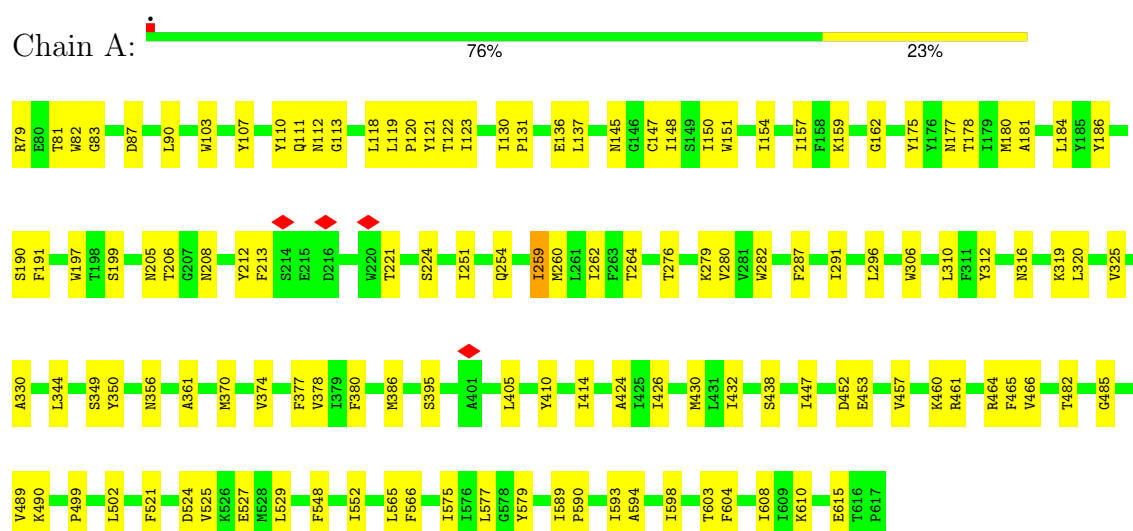 Chain A:
76% 23%
R79 E80 T81 W82 G83 D87 L90 W103 Y107 Y110 Q111 N112 G113 L118 L119 P120 Y121 T122 I123 I130 P131 E136 L137 N145 G146 C147 I148 S149 I150 W151 I154 I157 F158 K159 G162 Y175 Y176 N177 T178 I179 M180 A181 L184 Y185 Y186
S190 F191 W197 T198 S199 N205 T206 G207 N208 Y212 F213 S214 E215 D216 W220 T221 S224 I251 Q254 I259 M260 L261 I262 F263 T264 T276 K279 V280 V281 W282 F287 I291 L296 W306 L310 F311 Y312 N316 K319 L320 V325
A330 L344 S349 Y350 N356 A361 M370 V374 F377 V378 I379 F380 M386 S395 A401 L405 Y410 I414 A424 I425 I426 M430 L431 I432 S438 I447 D452 E453 V457 K460 R461 R464 F465 V466 T482 G485
V489 K490 P499 L502 F521 D524 V525 K526 E527 M528 L529 F548 I552 L565 F566 I575 I576 L577 G578 Y579 I589 P590 I593 A594 I598 T603 F604 I608 I609 K610 E615 T616 P617